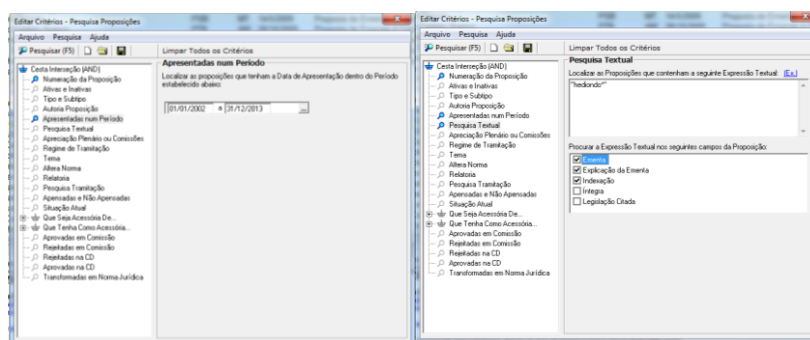 Editar Critérios - Pesquisa Proposições
Arquivo Pesquisa Ajuda
Pesquisar (F5)
Limpar Todos os Critérios
Cesta Interseção (AND)
Numeração da Proposição
Ativas e Inativas
Tipo e Subtipo
Autoria Proposição
Apresentadas num Período
Pesquisa Textual
Apreciação Plenário ou Comissões
Regime de Tramitação
Tema
Altera Norma
Relatoria
Pesquisa Tramitação
Apensadas e Não Apensadas
Situação Atual
Que Seja Acessória De...
Que Tenha Como Acessória...
Aprovadas em Comissão
Rejeitadas em Comissão
Rejeitadas na CD
Aprovadas na CD
Transformadas em Norma Jurídica
Apresentadas num Período
Localizar as proposições que tenham a Data de Apresentação dentro do Período
estabelecido abaixo:
01/01/2002 a 31/12/2013 ...
Editar Critérios - Pesquisa Proposições
Arquivo Pesquisa Ajuda
Pesquisar (F5)
Limpar Todos os Critérios
Cesta Interseção (AND)
Numeração da Proposição
Ativas e Inativas
Tipo e Subtipo
Autoria Proposição
Apresentadas num Período
Pesquisa Textual
Apreciação Plenário ou Comissões
Regime de Tramitação
Tema
Altera Norma
Relatoria
Pesquisa Tramitação
Apensadas e Não Apensadas
Situação Atual
Que Seja Acessória De...
Que Tenha Como Acessória...
Aprovadas em Comissão
Rejeitadas em Comissão
Rejeitadas na CD
Aprovadas na CD
Transformadas em Norma Jurídica
Pesquisa Textual
Localizar as Proposições que contenham a seguinte Expressão Textual: (Ex.)
"hediondo*"
Procurar a Expressão Textual nos seguintes campos da Proposição:
Ementa
Explicação da Ementa
Indexação
Íntegra
Legislação Citada